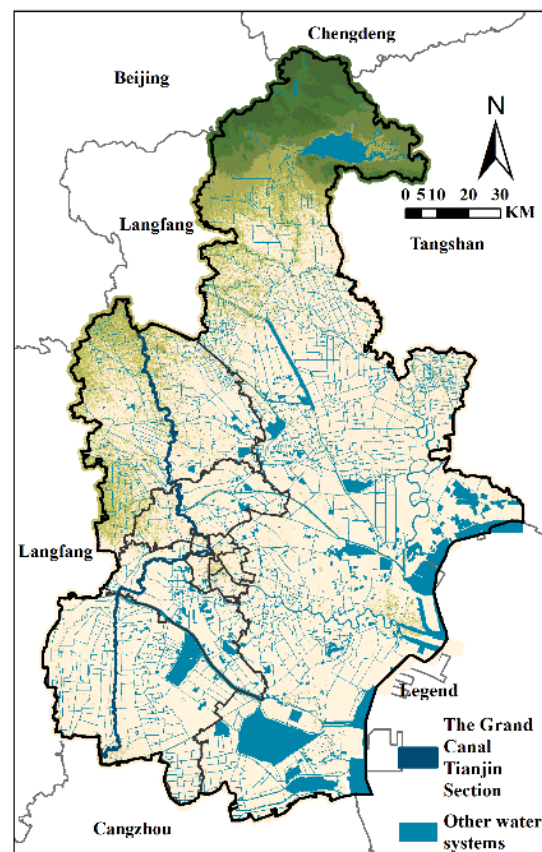 Chengdeng
Beijing
N
0 5 10 20 30
KM
Langfang
Tangshan
Langfang
Legend
The Grand
Canal
Tianjin
Section
Other water
systems
Cangzhou